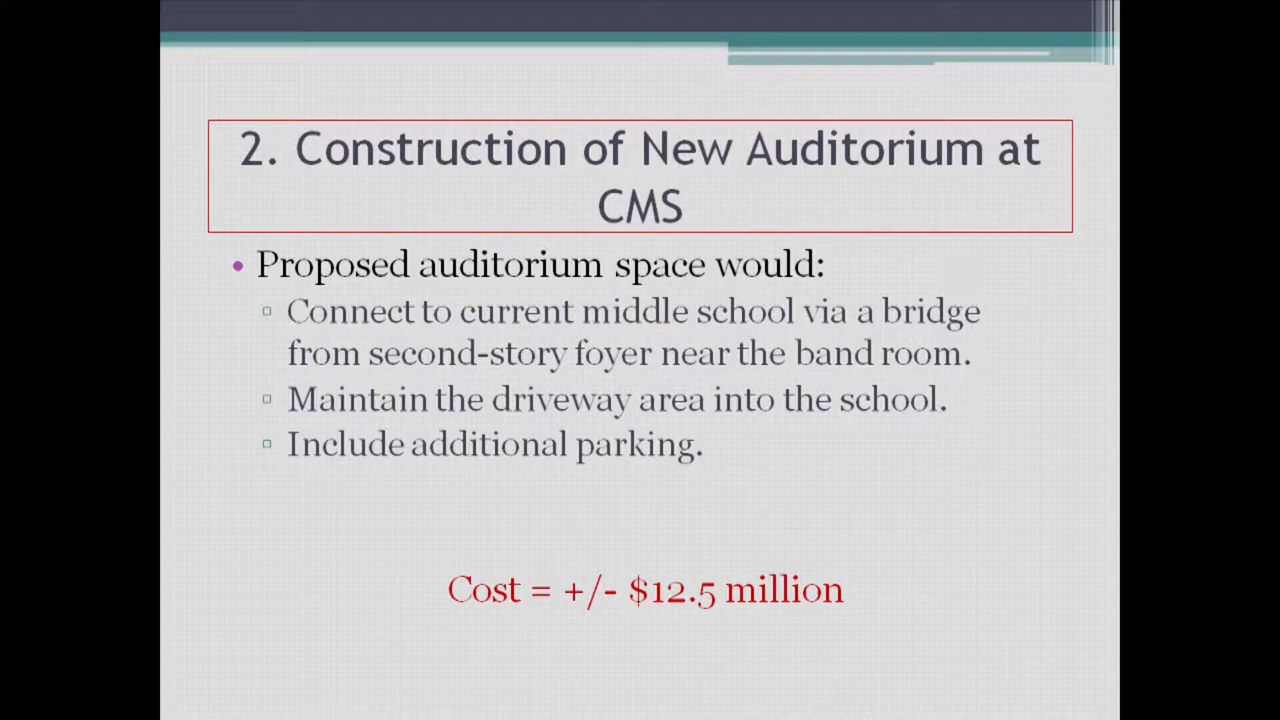 2. Construction of New Auditorium at
CMS
• Proposed auditorium space would:
▫ Connect to current middle school via a bridge
from second-story foyer near the band room.
▫ Maintain the driveway area into the school.
▫ Include additional parking.
Cost = +/- $12.5 million